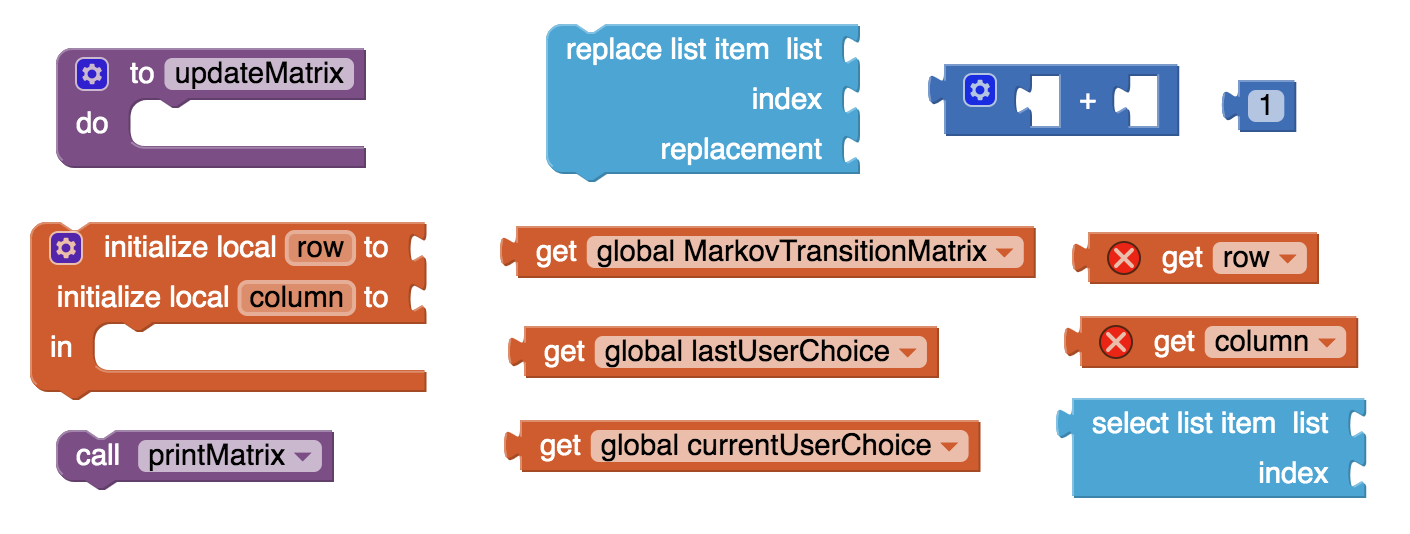 to updateMatrix
do
replace list item list
index
replacement
+
1
initialize local row to
initialize local column to
in
get global MarkovTransitionMatrix
get row
get global lastUserChoice
get column
call printMatrix
get global currentUserChoice
select list item list
index